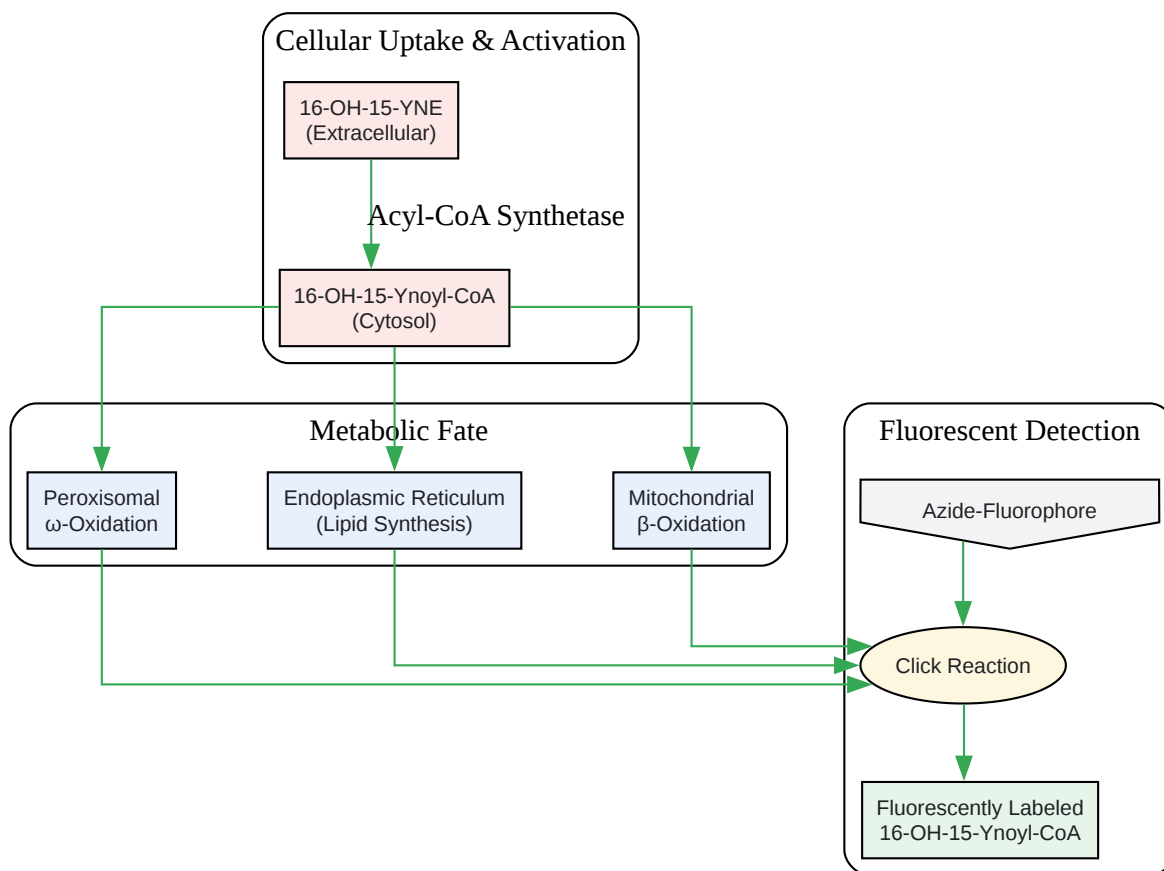 Cellular Uptake & Activation
16-OH-15-YNE
(Extracellular)
Acyl-CoA Synthetase
16-OH-15-Ynoyl-CoA
(Cytosol)
Metabolic Fate
Peroxisomal
ω-Oxidation
Endoplasmic Reticulum
(Lipid Synthesis)
Mitochondrial
β-Oxidation
Fluorescent Detection
Azide-Fluorophore
Click Reaction
Fluorescently Labeled
16-OH-15-Ynoyl-CoA